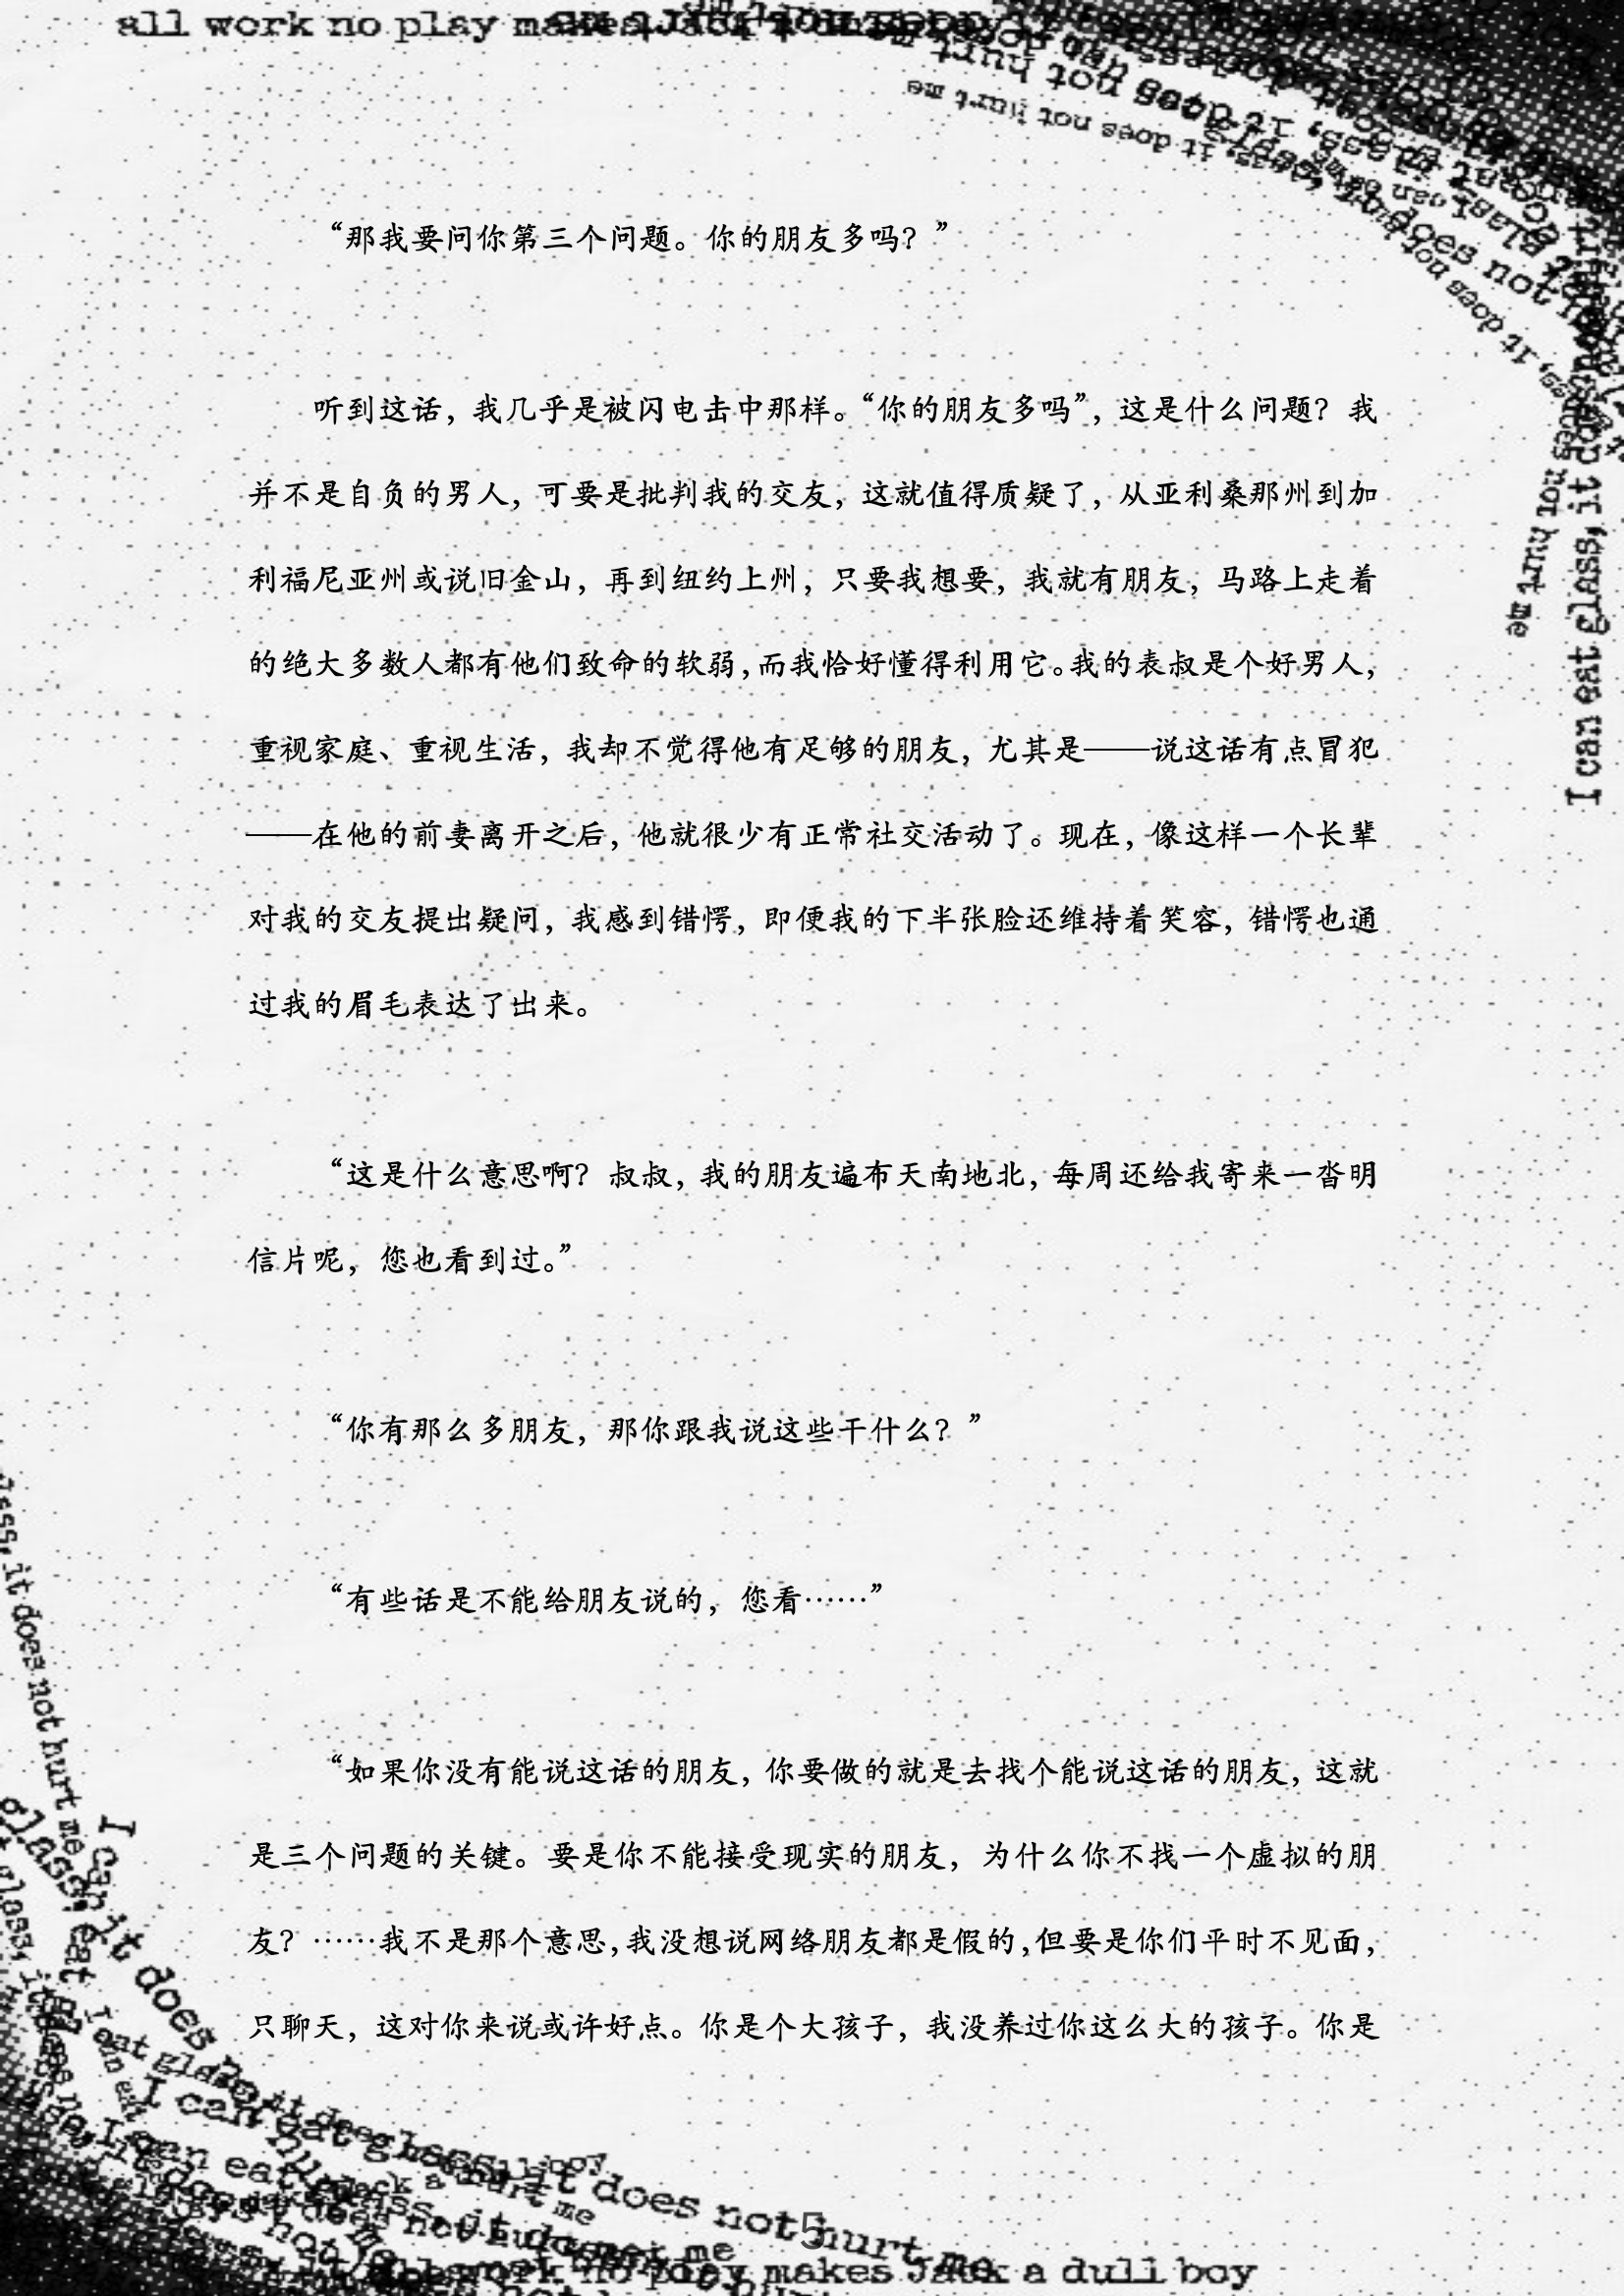 all work no play makes Jack a dull boy
it does not hurt me
I can eat glass, it does not hurt me
“那我要问你第三个问题。你的朋友多吗？”
听到这话，我几乎是被闪电击中那样。“你的朋友多吗”，这是什么问题？我
并不是自负的男人，可要是批判我的交友，这就值得质疑了，从亚利桑那州到加
利福尼亚州或说旧金山，再到纽约上州，只要我想要，我就有朋友，马路上走着
的绝大多数人都有他们致命的软弱，而我恰好懂得利用它。我的表叔是个好男人，
重视家庭、重视生活，我却不觉得他有足够的朋友，尤其是——说这话有点冒犯
——在他的前妻离开之后，他就很少有正常社交活动了。现在，像这样一个长辈
对我的交友提出疑问，我感到错愕，即便我的下半张脸还维持着笑容，错愕也通
过我的眉毛表达了出来。
“这是什么意思啊？叔叔，我的朋友遍布天南地北，每周还给我寄来一沓明
信片呢，您也看到过。”
“你有那么多朋友，那你跟我说这些干什么？”
“有些话是不能给朋友说的，您看……”
“如果你没有能说这话的朋友，你要做的就是去找个能说这话的朋友，这就
是三个问题的关键。要是你不能接受现实的朋友，为什么你不找一个虚拟的朋
友？……我不是那个意思，我没想说网络朋友都是假的，但要是你们平时不见面，
只聊天，这对你来说或许好点。你是个大孩子，我没养过你这么大的孩子。你是
glass, it does not hurt me
I can eat glass, it does not hurt me
5
all work no play makes Jack a dull boy